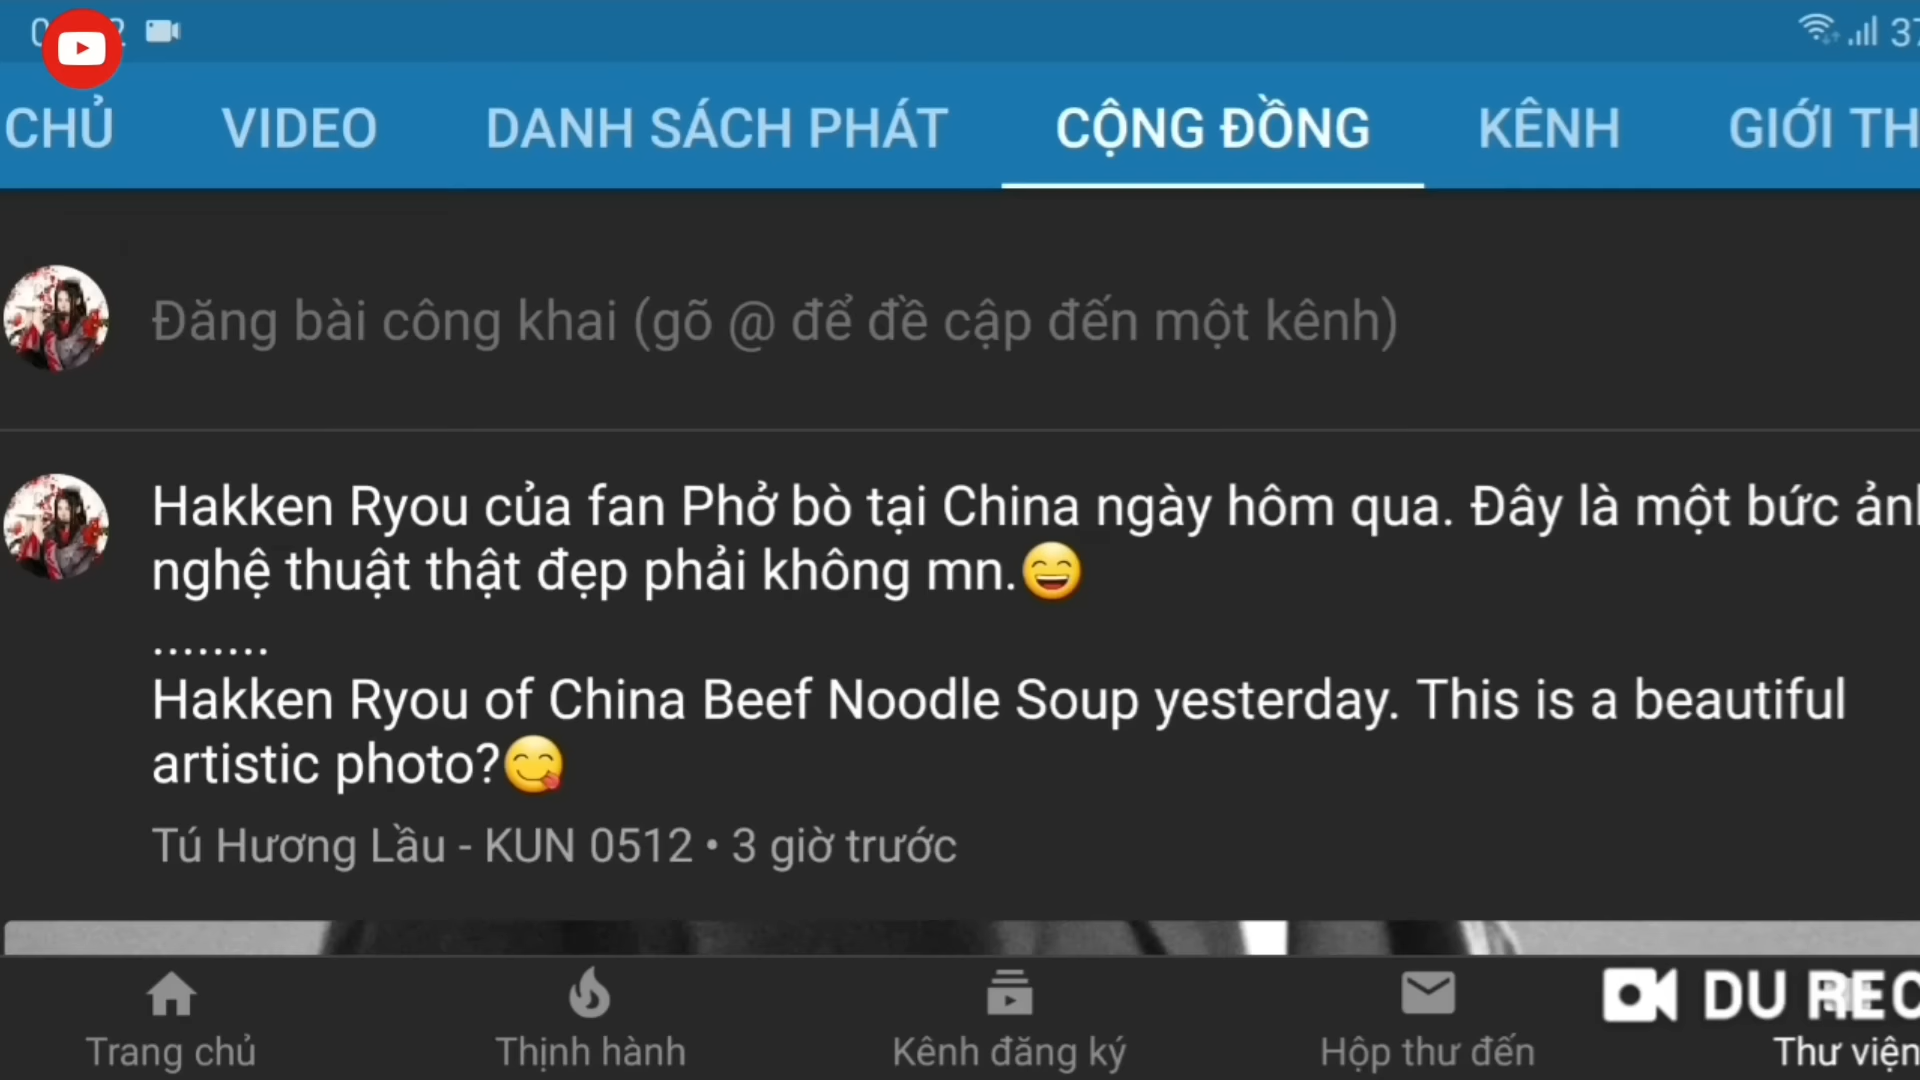 CHỦ VIDEO DANH SÁCH PHÁT CỘNG ĐỒNG KÊNH GIỚI TH
Đăng bài công khai (gõ @ để đề cập đến một kênh)
Hakken Ryou của fan Phở bò tại China ngày hôm qua. Đây là một bức ản
nghệ thuật thật đẹp phải không mn.😄
........
Hakken Ryou of China Beef Noodle Soup yesterday. This is a beautiful
artistic photo?😋
Tú Hương Lầu - KUN 0512 • 3 giờ trước
DU REC
Trang chủ Thịnh hành Kênh đăng ký Hộp thư đến Thư viện